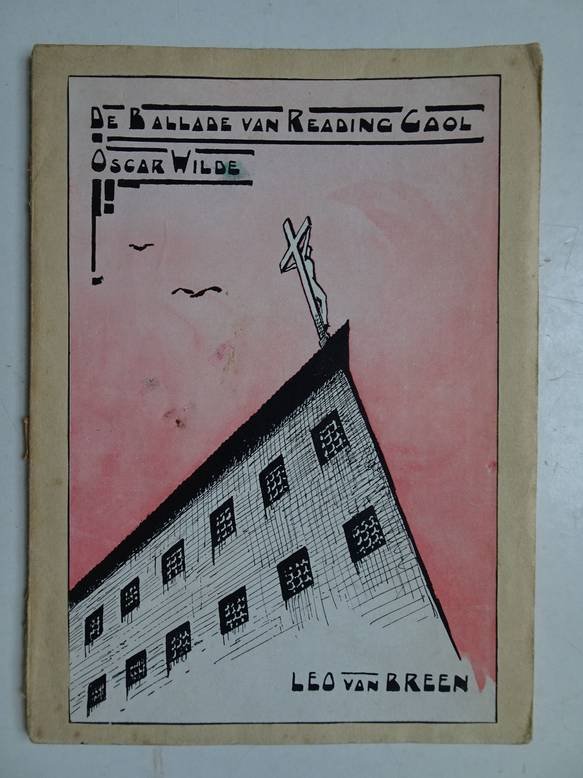 De Ballade van Reading Gaol
Oscar Wilde
Leo van Breen